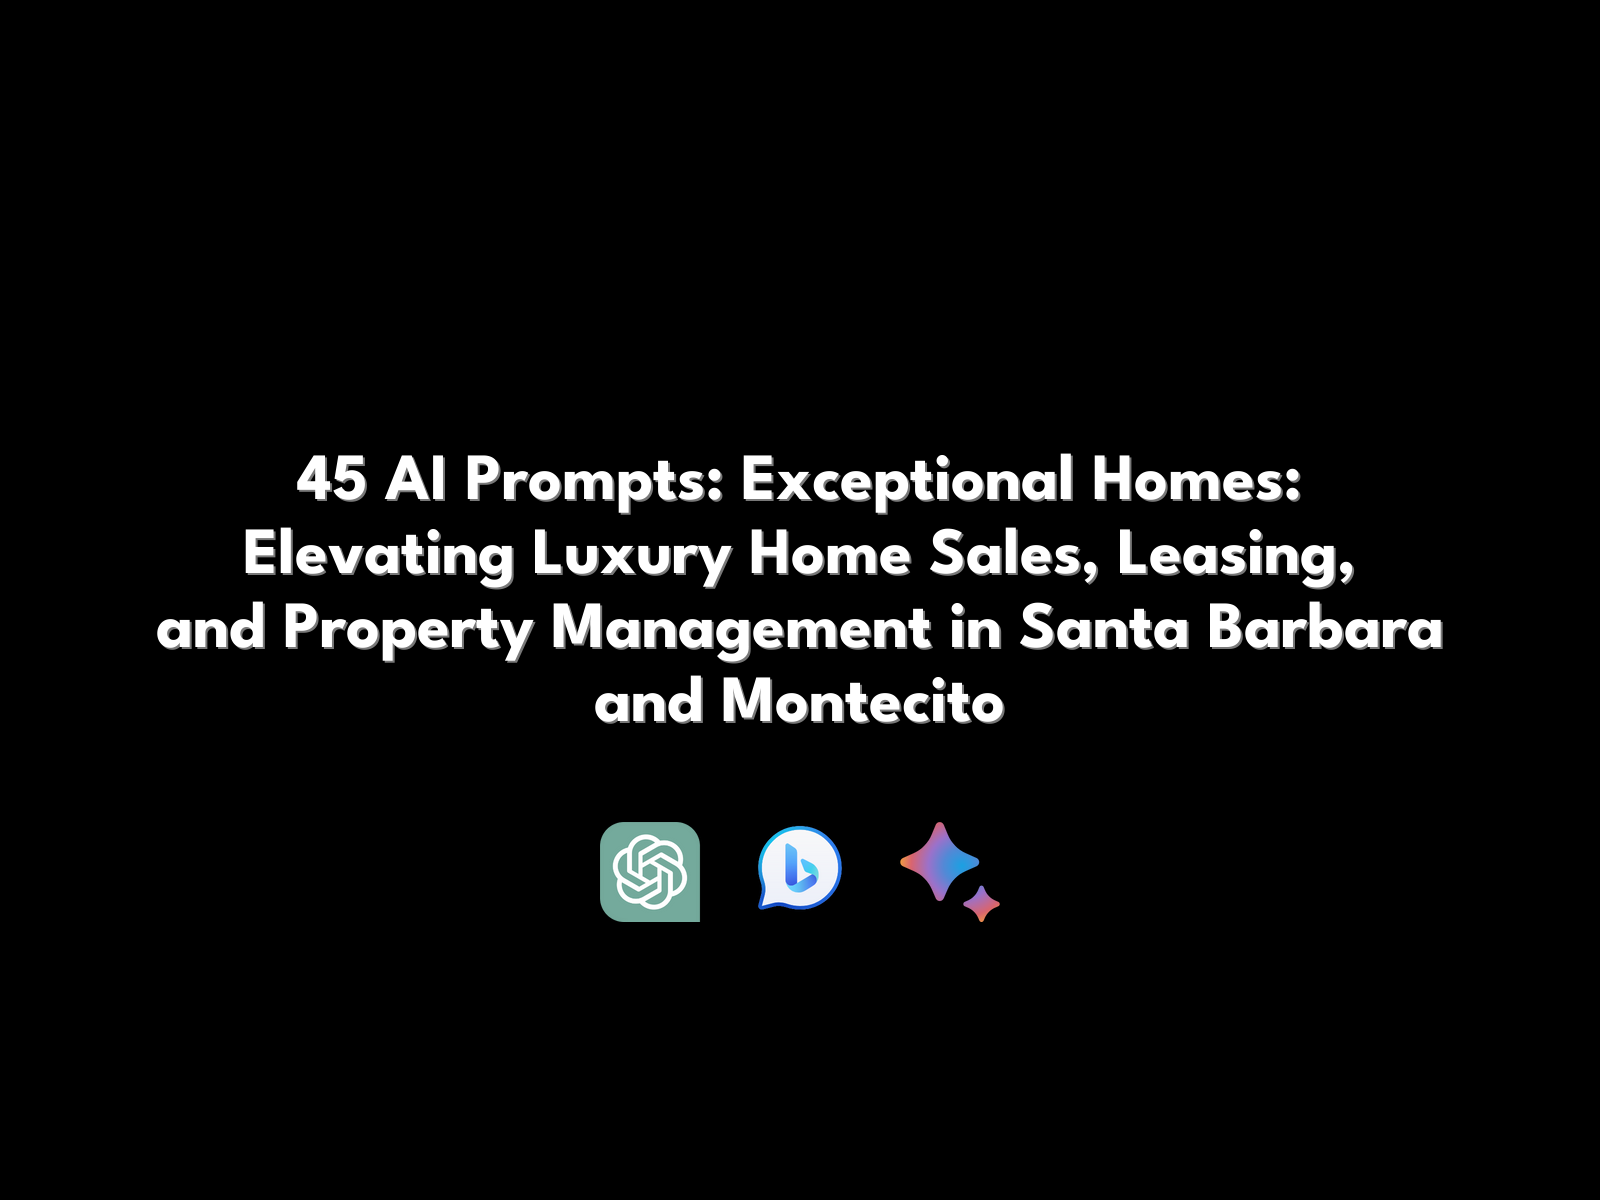 45 AI Prompts: Exceptional Homes:
Elevating Luxury Home Sales, Leasing,
and Property Management in Santa Barbara
and Montecito